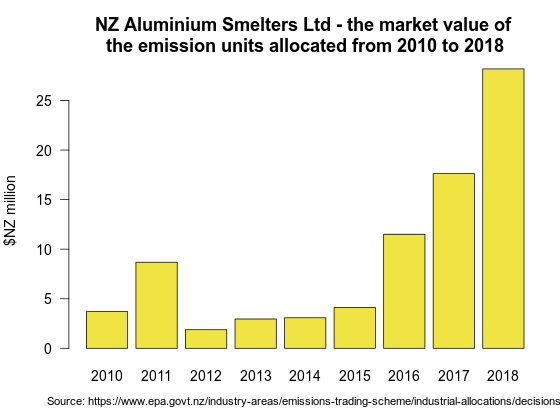 NZ Aluminium Smelters Ltd - the market value of
the emission units allocated from 2010 to 2018
25
20
15
10
5
0
$NZ million
2010 2011 2012 2013 2014 2015 2016 2017 2018
Source: https://www.epa.govt.nz/industry-areas/emissions-trading-scheme/industrial-allocations/decisions